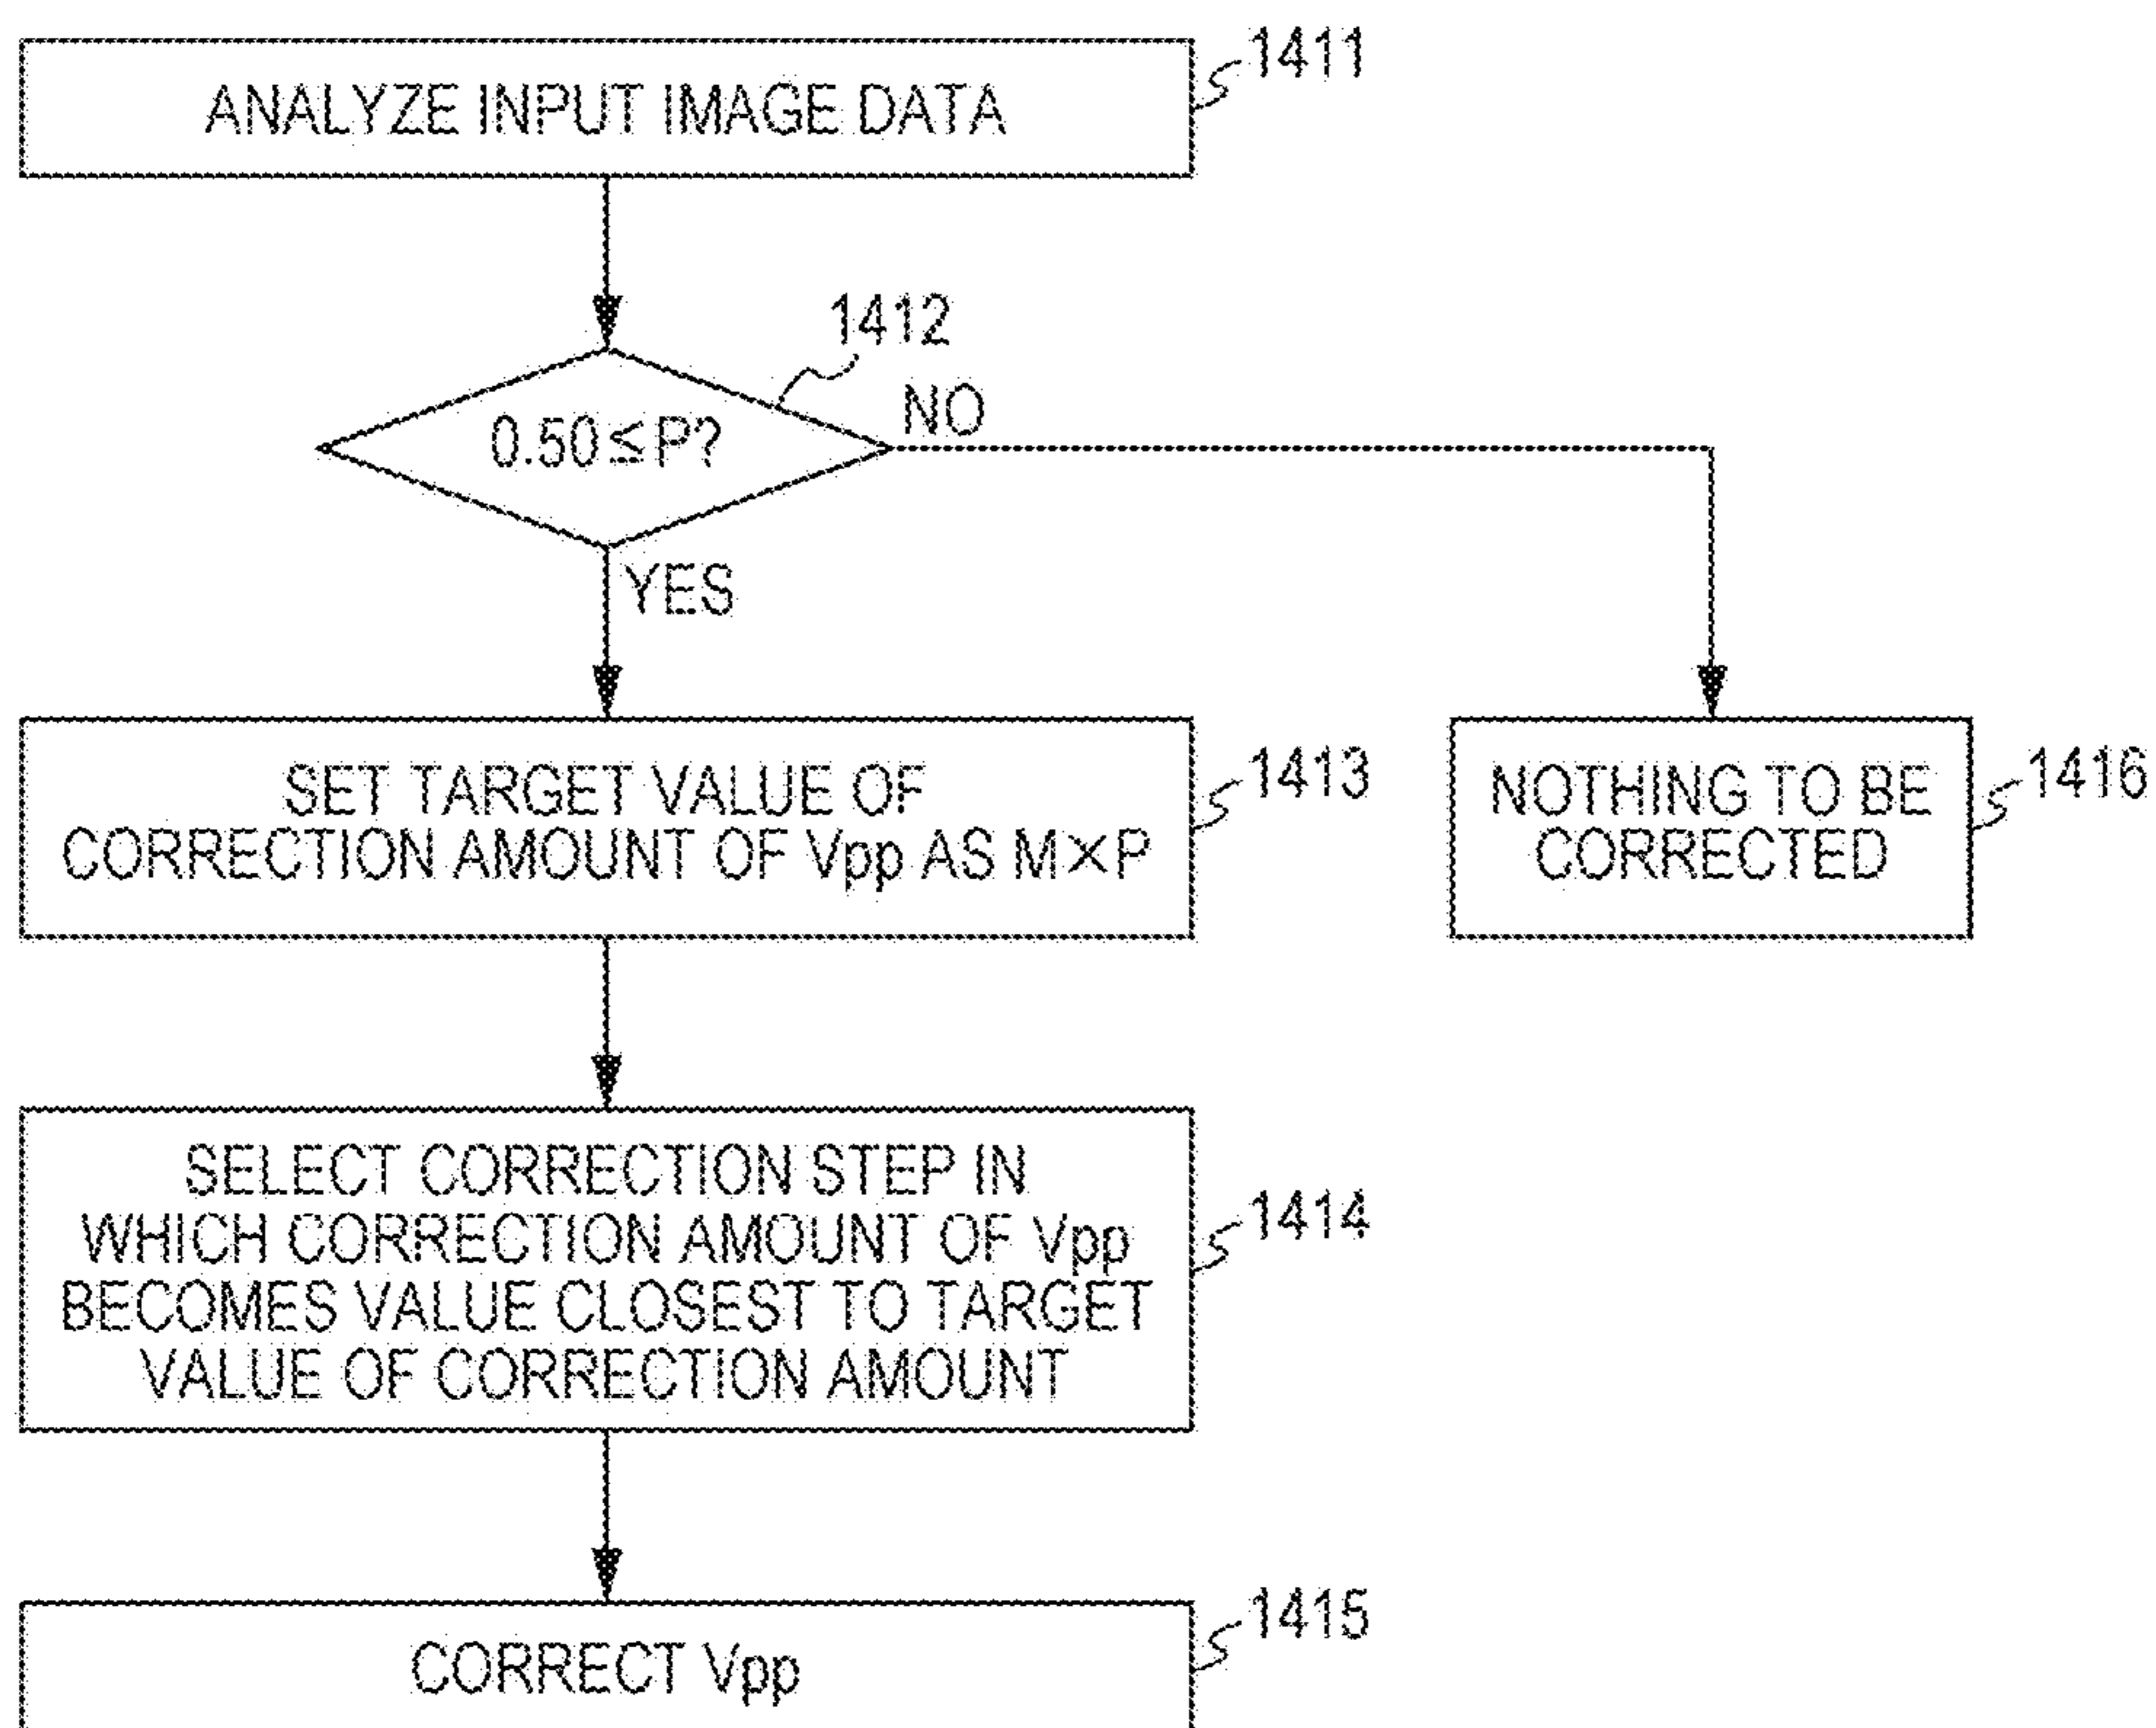 ANALYZE INPUT IMAGE DATA
1411
1412
0.50≤P?
NO
YES
SET TARGET VALUE OF
CORRECTION AMOUNT OF Vpp AS M×P
1413
NOTHING TO BE
CORRECTED
1416
SELECT CORRECTION STEP IN
WHICH CORRECTION AMOUNT OF Vpp
BECOMES VALUE CLOSEST TO TARGET
VALUE OF CORRECTION AMOUNT
1414
CORRECT Vpp
1415